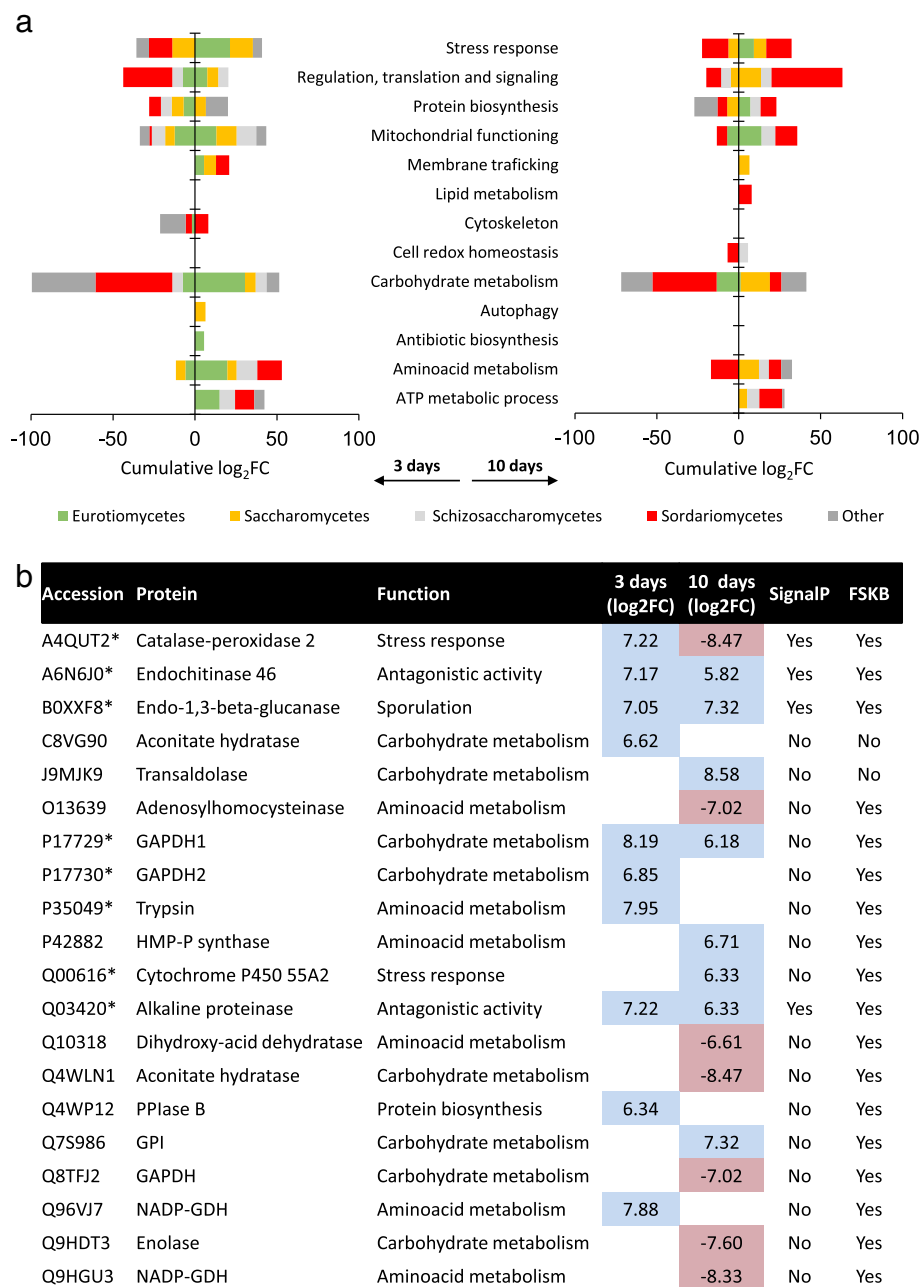 a
Stress response
Regulation, translation and signaling
Protein biosynthesis
Mitochondrial functioning
Membrane traficking
Lipid metabolism
Cytoskeleton
Cell redox homeostasis
Carbohydrate metabolism
Autophagy
Antibiotic biosynthesis
Aminoacid metabolism
ATP metabolic process
-100 -50 0 50 100 -100 -50 0 50 100
Cumulative log2FC 3 days 10 days Cumulative log2FC
Eurotiomycetes Saccharomycetes Schizosaccharomycetes Sordariomycetes Other
b
Accession Protein Function 3 days (log2FC) 10 days (log2FC) SignalP FSKB
A4QUT2* Catalase-peroxidase 2 Stress response 7.22 -8.47 Yes Yes
A6N6J0* Endochitinase 46 Antagonistic activity 7.17 5.82 Yes Yes
B0XXF8* Endo-1,3-beta-glucanase Sporulation 7.05 7.32 Yes Yes
C8VG90 Aconitate hydratase Carbohydrate metabolism 6.62 No No
J9MJK9 Transaldolase Carbohydrate metabolism 8.58 No No
O13639 Adenosylhomocysteinase Aminoacid metabolism -7.02 No Yes
P17729* GAPDH1 Carbohydrate metabolism 8.19 6.18 No Yes
P17730* GAPDH2 Carbohydrate metabolism 6.85 No Yes
P35049* Trypsin Aminoacid metabolism 7.95 No Yes
P42882 HMP-P synthase Aminoacid metabolism 6.71 No Yes
Q00616* Cytochrome P450 55A2 Stress response 6.33 No Yes
Q03420* Alkaline proteinase Antagonistic activity 7.22 6.33 Yes Yes
Q10318 Dihydroxy-acid dehydratase Aminoacid metabolism -6.61 No Yes
Q4WLN1 Aconitate hydratase Carbohydrate metabolism -8.47 No Yes
Q4WP12 PPIase B Protein biosynthesis 6.34 No Yes
Q7S986 GPI Carbohydrate metabolism 7.32 No Yes
Q8TFJ2 GAPDH Carbohydrate metabolism -7.02 No Yes
Q96VJ7 NADP-GDH Aminoacid metabolism 7.88 No Yes
Q9HDT3 Enolase Carbohydrate metabolism -7.60 No Yes
Q9HGU3 NADP-GDH Aminoacid metabolism -8.33 No Yes